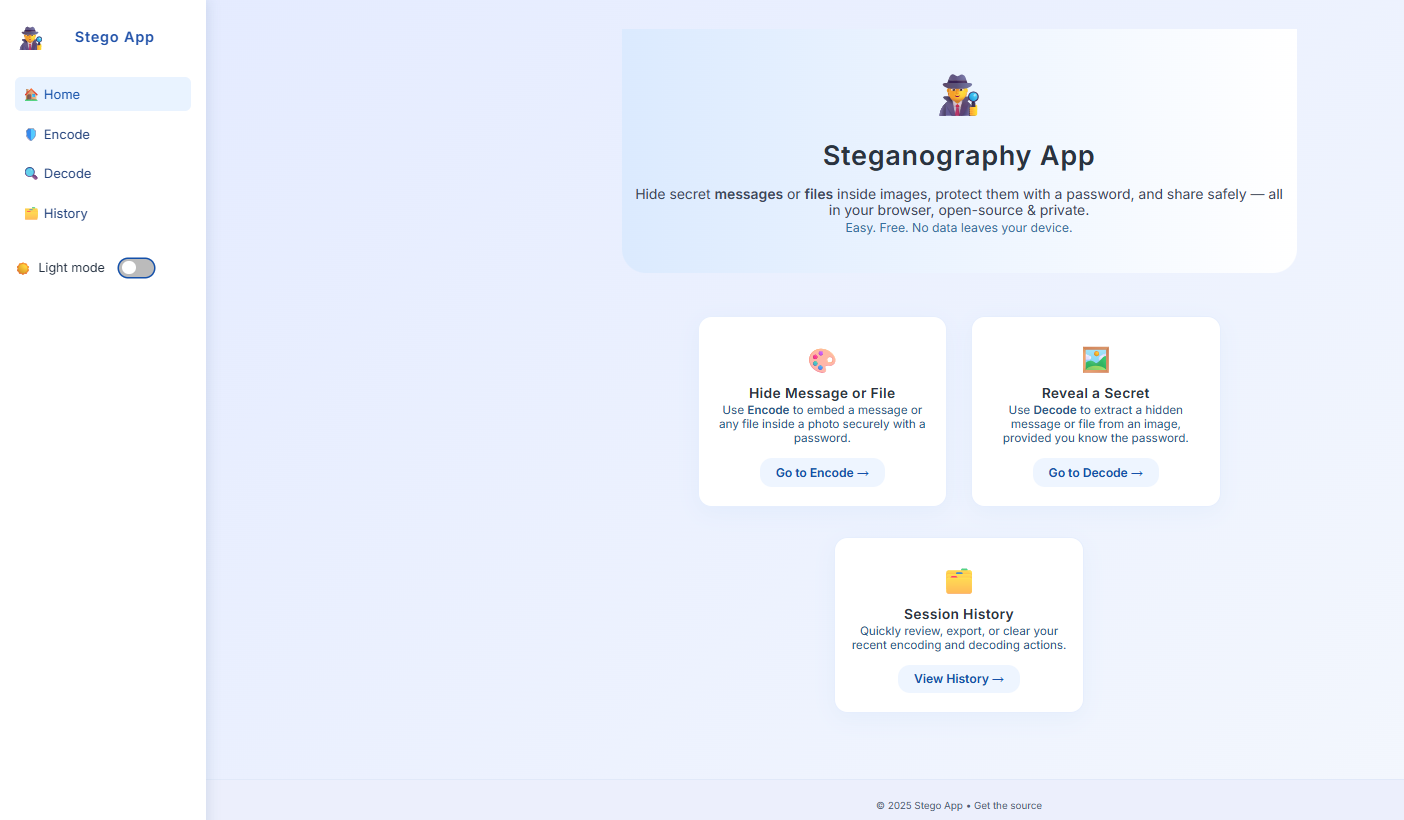 Stego App
Home
Encode
Decode
History
Light mode
Steganography App
Hide secret messages or files inside images, protect them with a password, and share safely — all
in your browser, open-source & private.
Easy. Free. No data leaves your device.
Hide Message or File
Use Encode to embed a message or
any file inside a photo securely with a
password.
Go to Encode →
Reveal a Secret
Use Decode to extract a hidden
message or file from an image,
provided you know the password.
Go to Decode →
Session History
Quickly review, export, or clear your
recent encoding and decoding actions.
View History →
© 2025 Stego App • Get the source